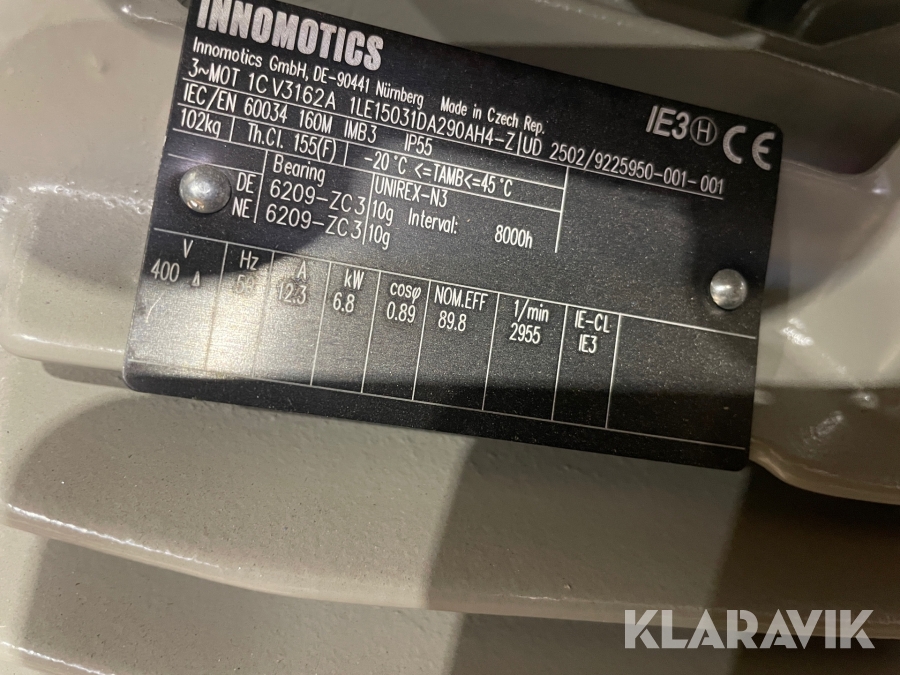 INNOMOTICS
Innomotics GmbH, DE-90441 Nürnberg Made in Czech Rep.
3~MOT 1CV3162A 1LE15031DA290AH4-Z UD 2502/9225950-001-001
IEC/EN 60034 160M IMB3 IP55
102kg Th.Cl. 155(F) -20°C <=TAMB<=45°C
IE3 H CE
Bearing UNIREX-N3
DE 6209-ZC3 10g Interval: 8000h
NE 6209-ZC3 10g
V Hz A kW cosφ NOM.EFF 1/min IE-CL
400 Δ 50 12.3 6.8 0.89 89.8 2955 IE3
KLARAVIK